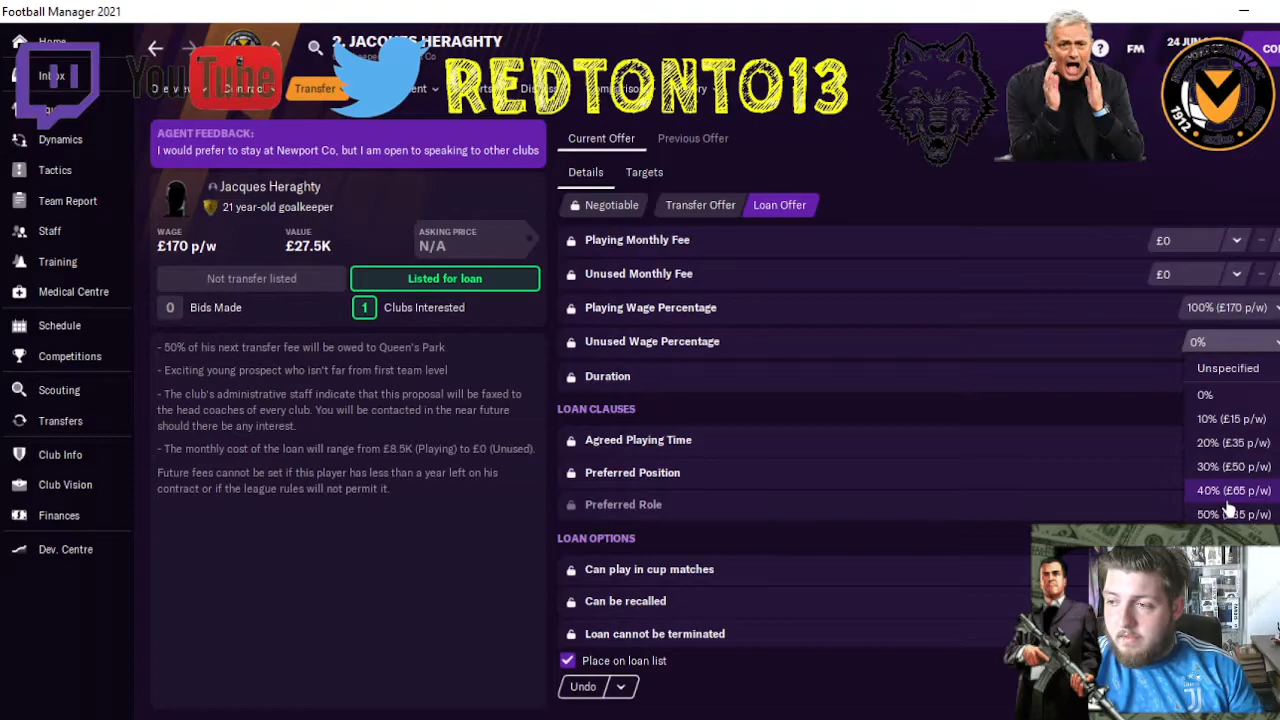 Football Manager 2021
Home
2. JACQUES HERAGHTY
FM
24 JUN
YouTube
REDTONTO13
1912
Inbox
Transfer
Dynamics
Tactics
Team Report
Staff
Training
Medical Centre
Schedule
Competitions
Scouting
Transfers
Club Info
Club Vision
Finances
Dev. Centre
AGENT FEEDBACK:
I would prefer to stay at Newport Co, but I am open to speaking to other clubs
Jacques Heraghty
21 year-old goalkeeper
WAGE
£170 p/w
VALUE
£27.5K
ASKING PRICE
N/A
Not transfer listed
Listed for loan
0 Bids Made
1 Clubs Interested
- 50% of his next transfer fee will be owed to Queen's Park
- Exciting young prospect who isn't far from first team level
- The club's administrative staff indicate that this proposal will be faxed to
the head coaches of every club. You will be contacted in the near future
should there be any interest.
- The monthly cost of the loan will range from £8.5K (Playing) to £0 (Unused).
Future fees cannot be set if this player has less than a year left on his
contract or if the league rules will not permit it.
Current Offer
Previous Offer
Details
Targets
Negotiable
Transfer Offer
Loan Offer
Playing Monthly Fee
£0
Unused Monthly Fee
£0
Playing Wage Percentage
100% (£170 p/w)
Unused Wage Percentage
0%
Unspecified
0%
10% (£15 p/w)
20% (£35 p/w)
30% (£50 p/w)
40% (£65 p/w)
50%
Duration
LOAN CLAUSES
Agreed Playing Time
Preferred Position
Preferred Role
LOAN OPTIONS
Can play in cup matches
Can be recalled
Loan cannot be terminated
Place on loan list
Undo